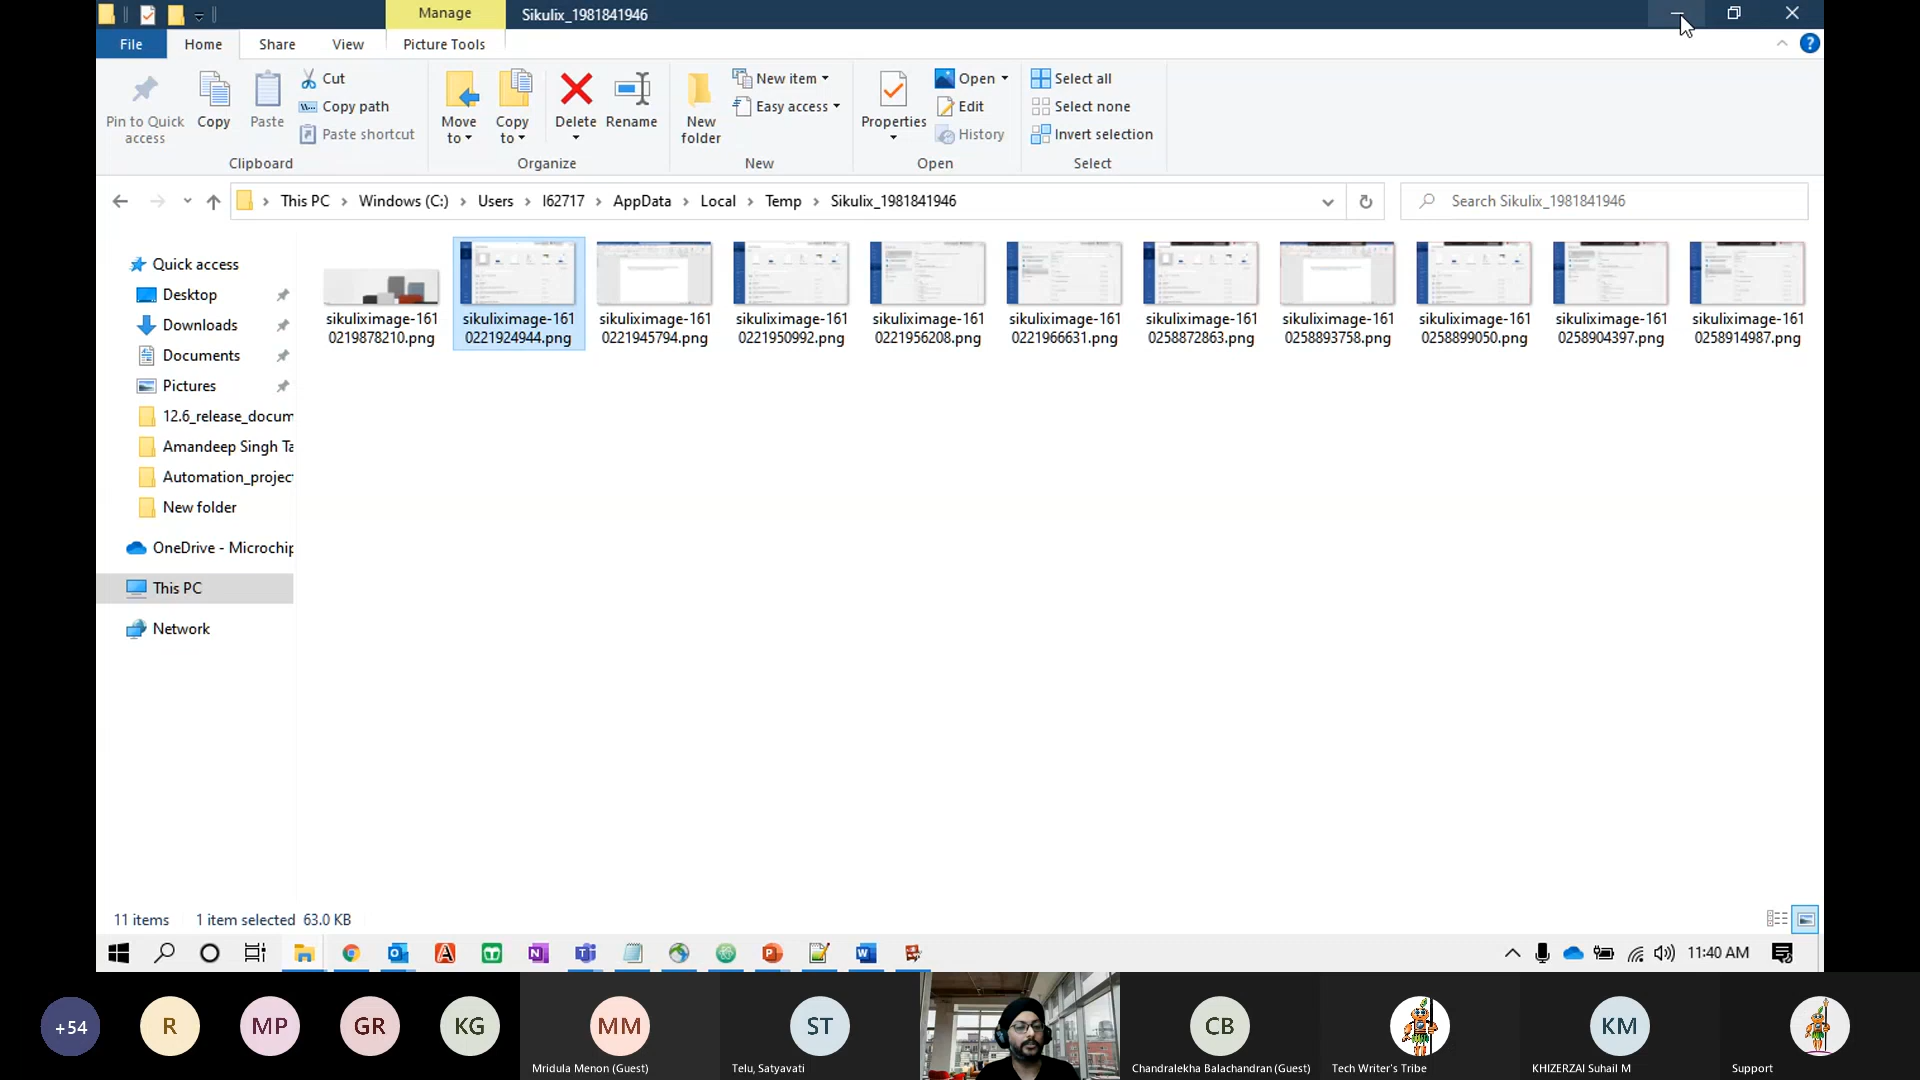 Manage
Sikulix_1981841946
File
Home
Share
View
Picture Tools
Pin to Quick
access
Copy
Paste
Cut
Copy path
Paste shortcut
Clipboard
Move
to
Copy
to
Delete
Rename
Organize
New
folder
New item
Easy access
New
Properties
Open
Edit
History
Open
Select all
Select none
Invert selection
Select
This PC
Windows (C:)
Users
I62717
AppData
Local
Temp
Sikulix_1981841946
Search Sikulix_1981841946
Quick access
Desktop
Downloads
Documents
Pictures
12.6_release_docum
Amandeep Singh Ta
Automation_projec
New folder
OneDrive - Microchip
This PC
Network
sikuliximage-161
0219878210.png
sikuliximage-161
0221924944.png
sikuliximage-161
0221945794.png
sikuliximage-161
0221950992.png
sikuliximage-161
0221956208.png
sikuliximage-161
0221966631.png
sikuliximage-161
0258872863.png
sikuliximage-161
0258893758.png
sikuliximage-161
0258899050.png
sikuliximage-161
0258904397.png
sikuliximage-161
0258914987.png
11 items
1 item selected 63.0 KB
11:40 AM
+54
R
MP
GR
KG
MM
Mridula Menon (Guest)
ST
Telu, Satyavati
CB
Chandralekha Balachandran (Guest)
Tech Writer's Tribe
KM
KHIZERZAI Suhail M
Support